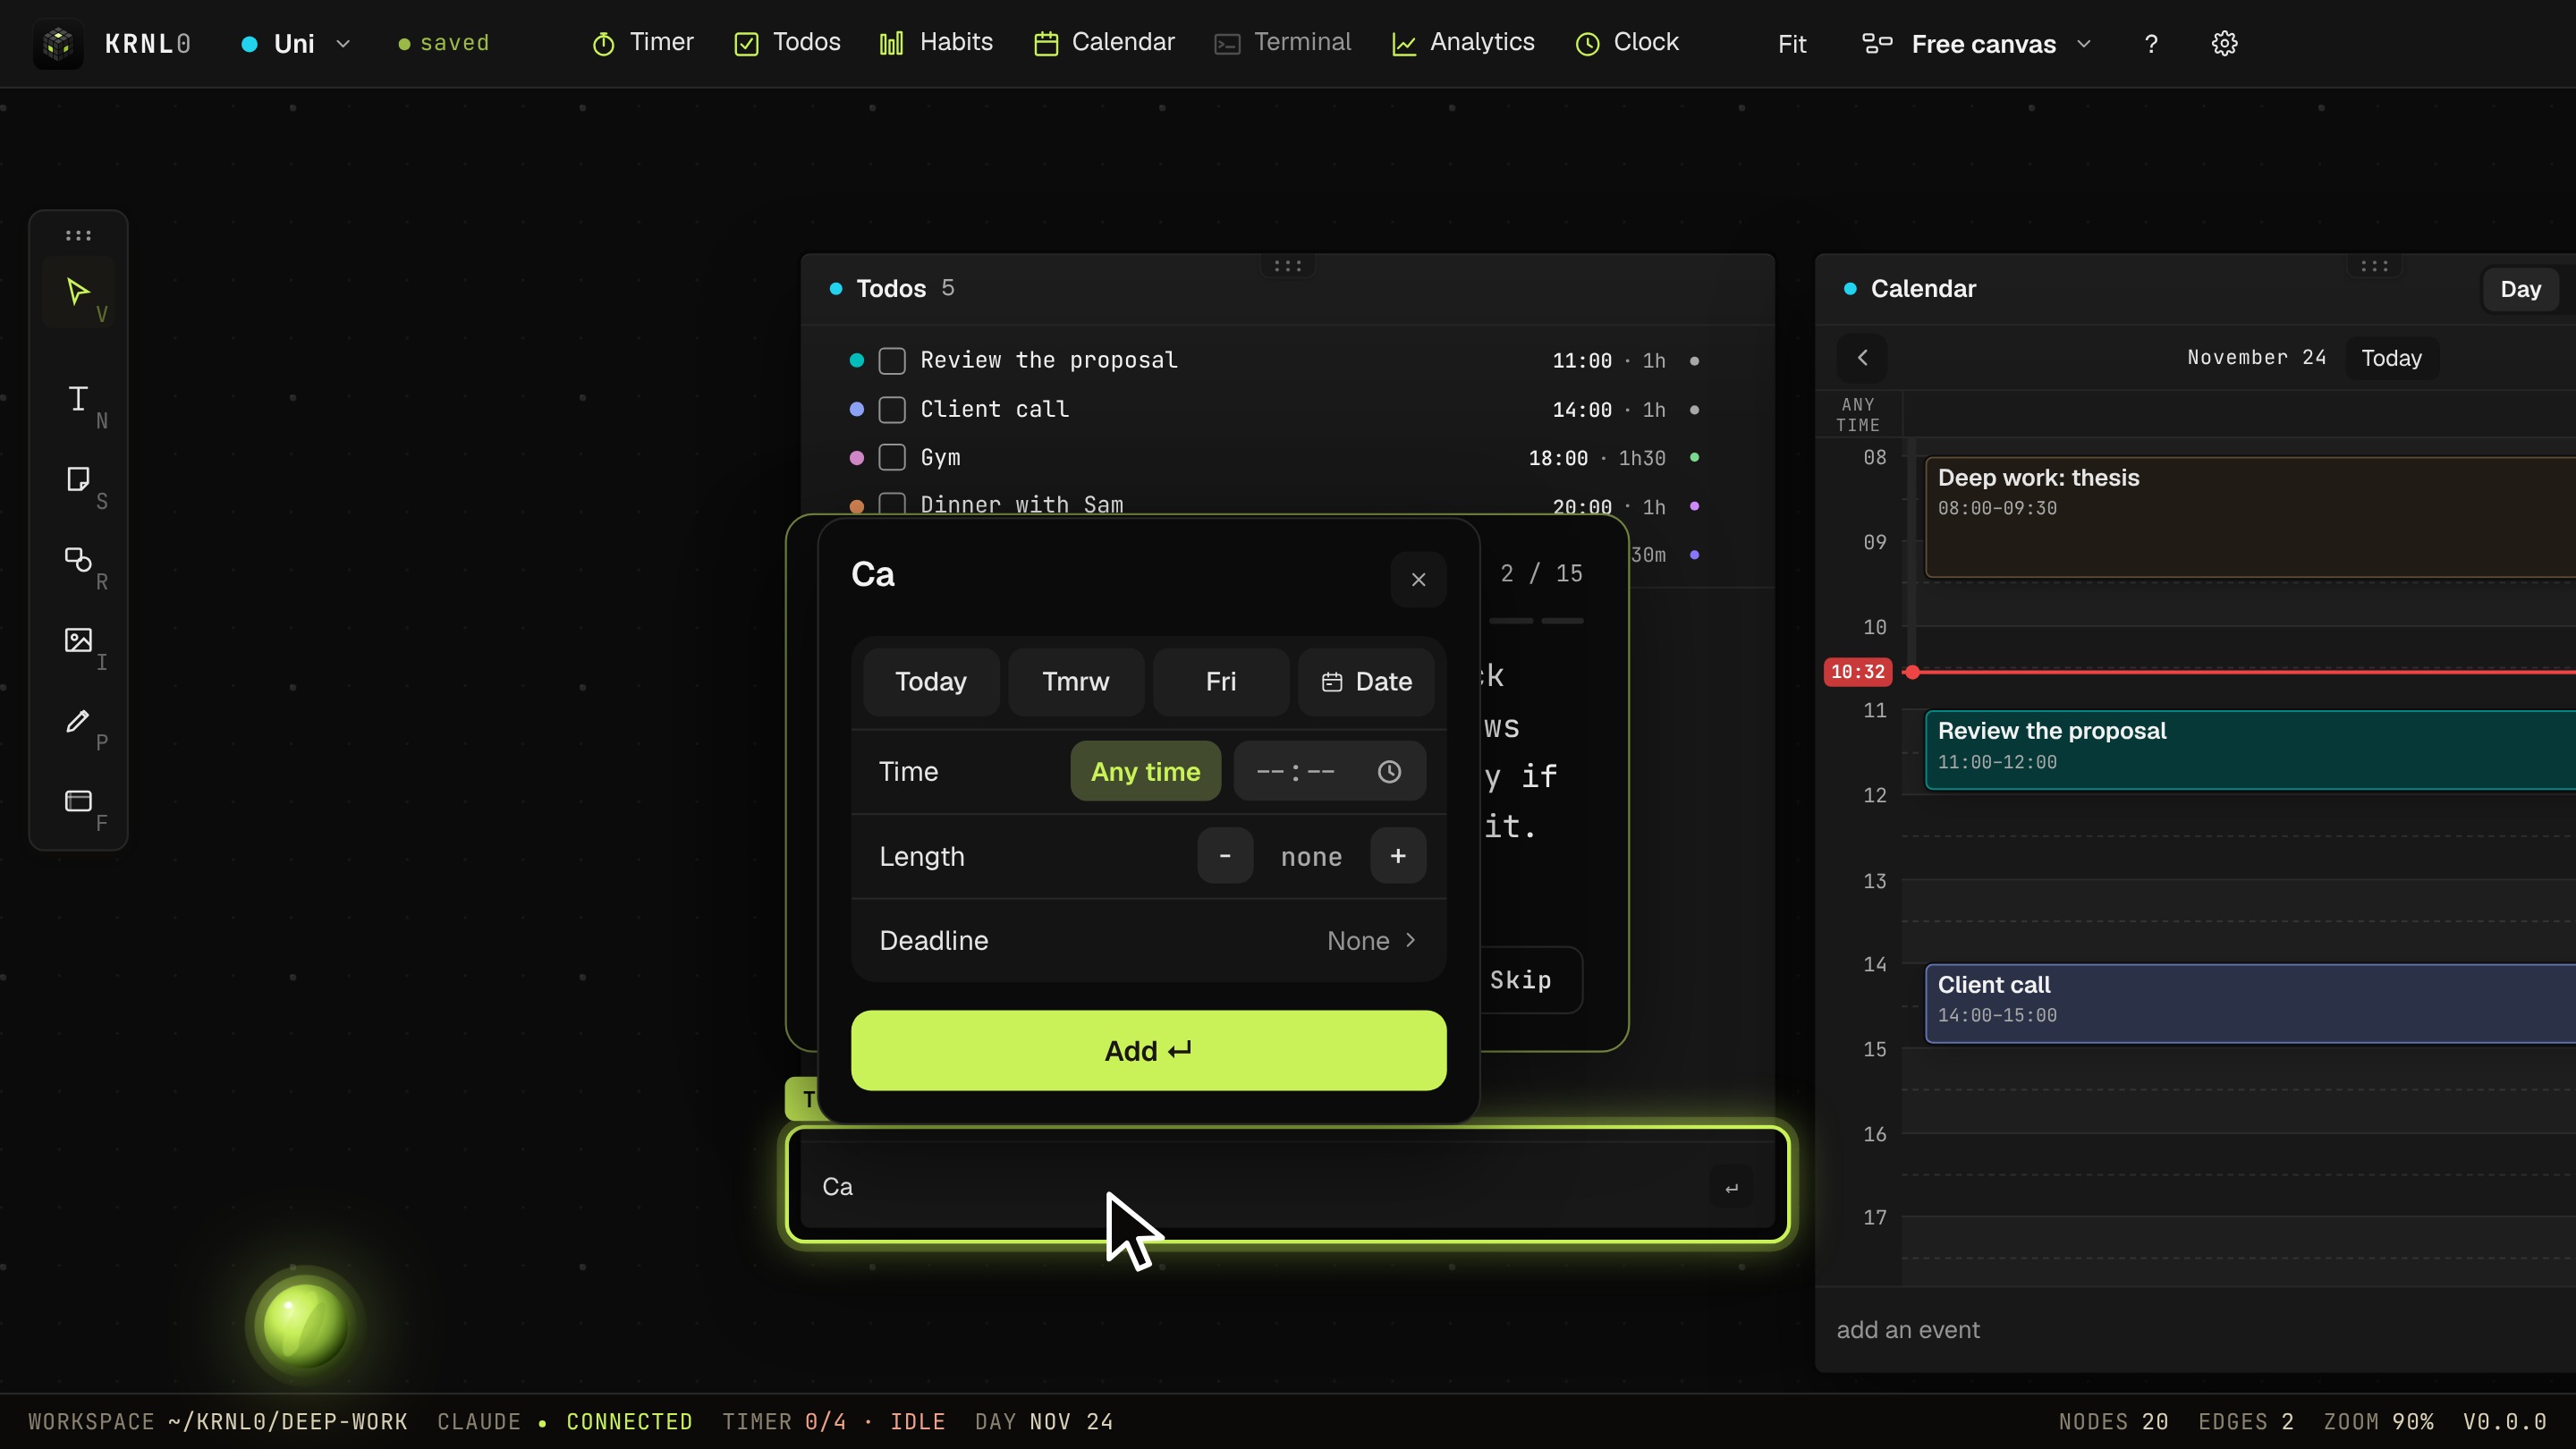 KRNL0
Uni
saved
Timer
Todos
Habits
Calendar
Terminal
Analytics
Clock
Fit
Free canvas
?
V
N
S
R
I
P
F
Todos 5
Review the proposal 11:00 · 1h
Client call 14:00 · 1h
Gym 18:00 · 1h30
Dinner with Sam 20:00 · 1h
30m
2 / 15
ws
y if
it.
Skip
Ca
Today
Tmrw
Fri
Date
Time
Any time
--:--
Length
-
none
+
Deadline
None
Add
T
Ca
Calendar
Day
November 24
Today
ANY
TIME
08
Deep work: thesis
08:00–09:30
09
10
10:32
11
Review the proposal
11:00–12:00
12
13
14
Client call
14:00–15:00
15
16
17
add an event
WORKSPACE ~/KRNL0/DEEP-WORK CLAUDE • CONNECTED TIMER 0/4 · IDLE DAY NOV 24
NODES 20 EDGES 2 ZOOM 90% V0.0.0